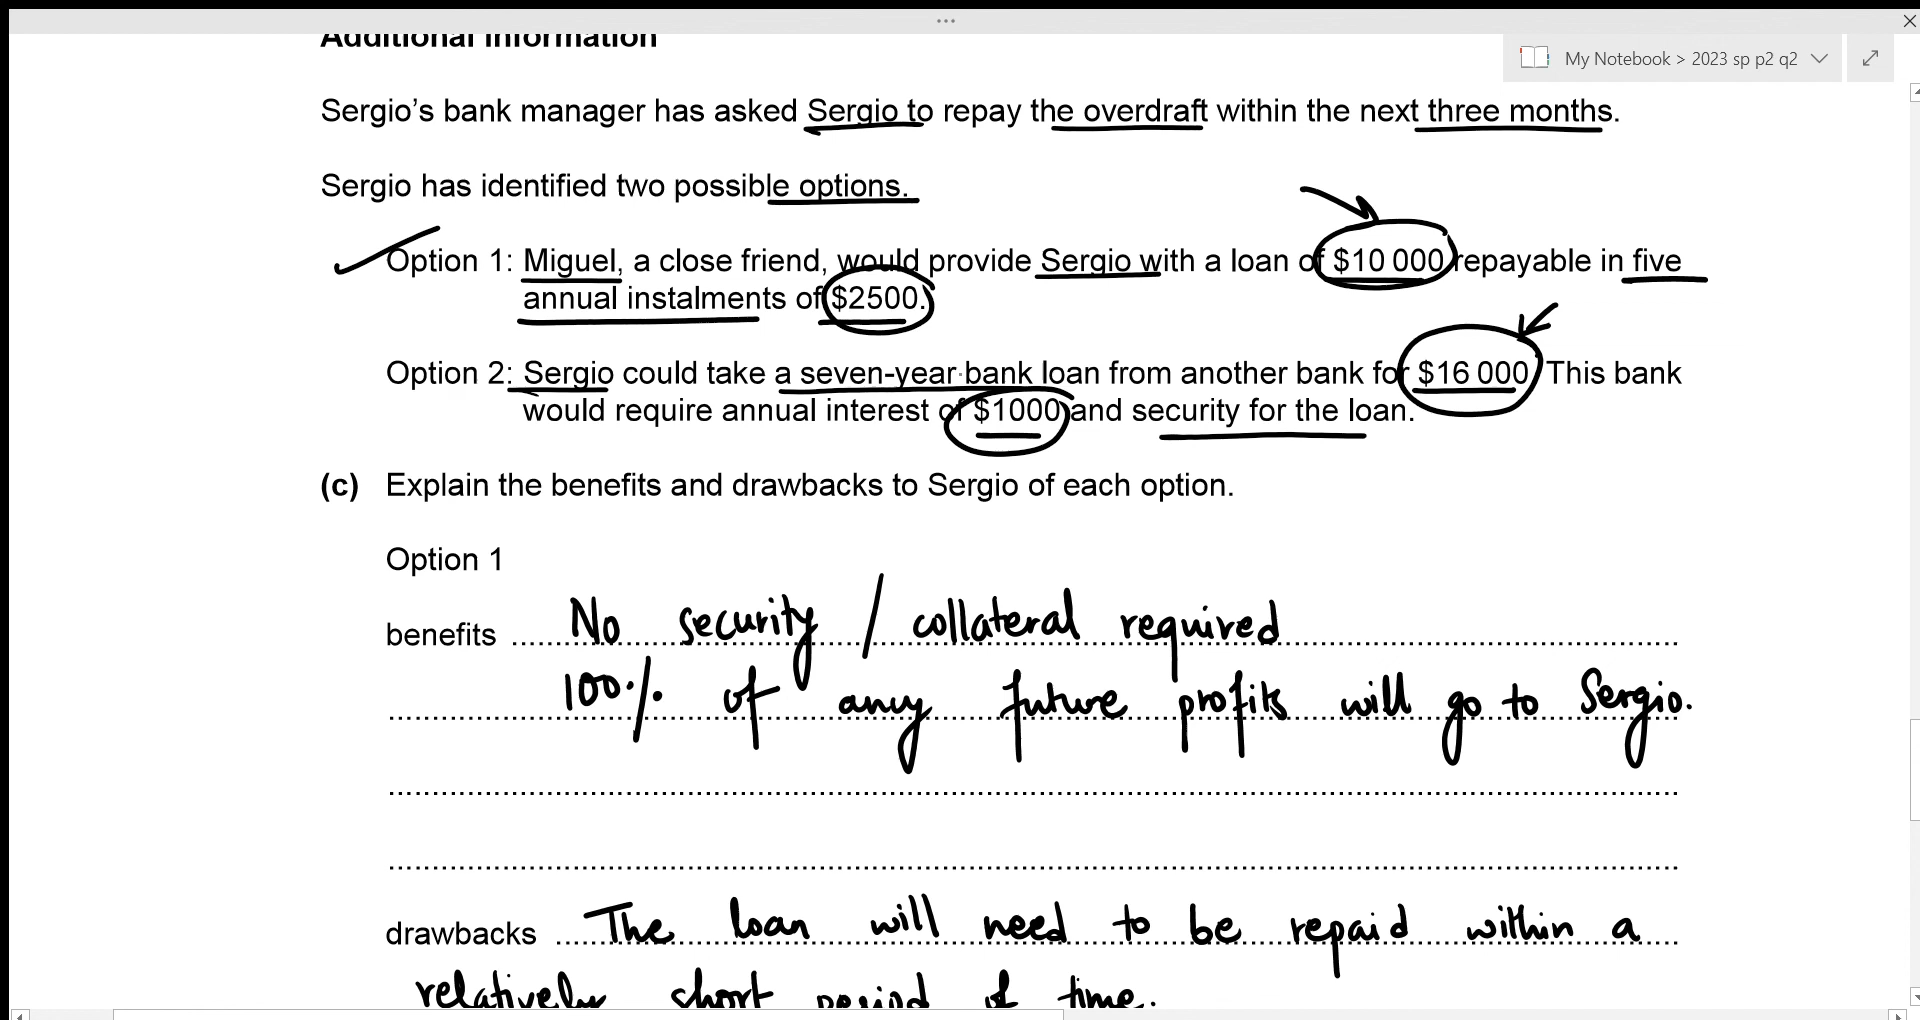 Additional information
My Notebook > 2023 sp p2 q2
Sergio’s bank manager has asked Sergio to repay the overdraft within the next three months.
Sergio has identified two possible options.
Option 1: Miguel, a close friend, would provide Sergio with a loan of $10 000 repayable in five
annual instalments of $2500.
Option 2: Sergio could take a seven-year bank loan from another bank for $16 000 This bank
would require annual interest of $1000 and security for the loan.
(c) Explain the benefits and drawbacks to Sergio of each option.
Option 1
benefits No security / collateral required
100% of any future profits will go to Sergio.
drawbacks The loan will need to be repaid within a
relatively short period of time.